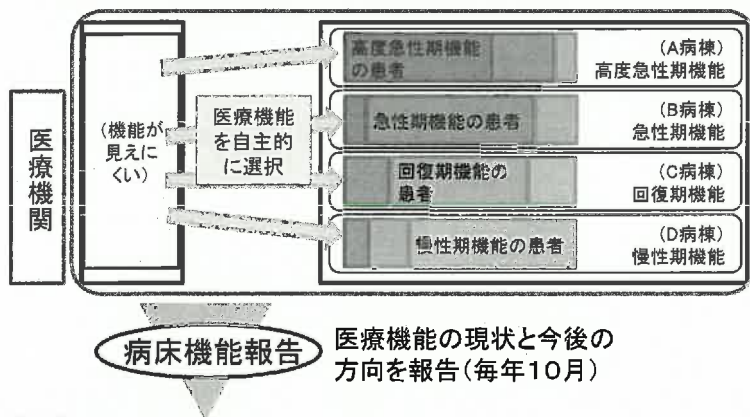 医療機関
(機能が
見えに
くい)
医療機能
を自主的
に選択
高度急性期機能
の患者
(A病棟)
高度急性期機能
急性期機能の患者
(B病棟)
急性期機能
回復期機能の
患者
(C病棟)
回復期機能
慢性期機能の患者
(D病棟)
慢性期機能
病床機能報告
医療機能の現状と今後の
方向を報告(毎年10月)